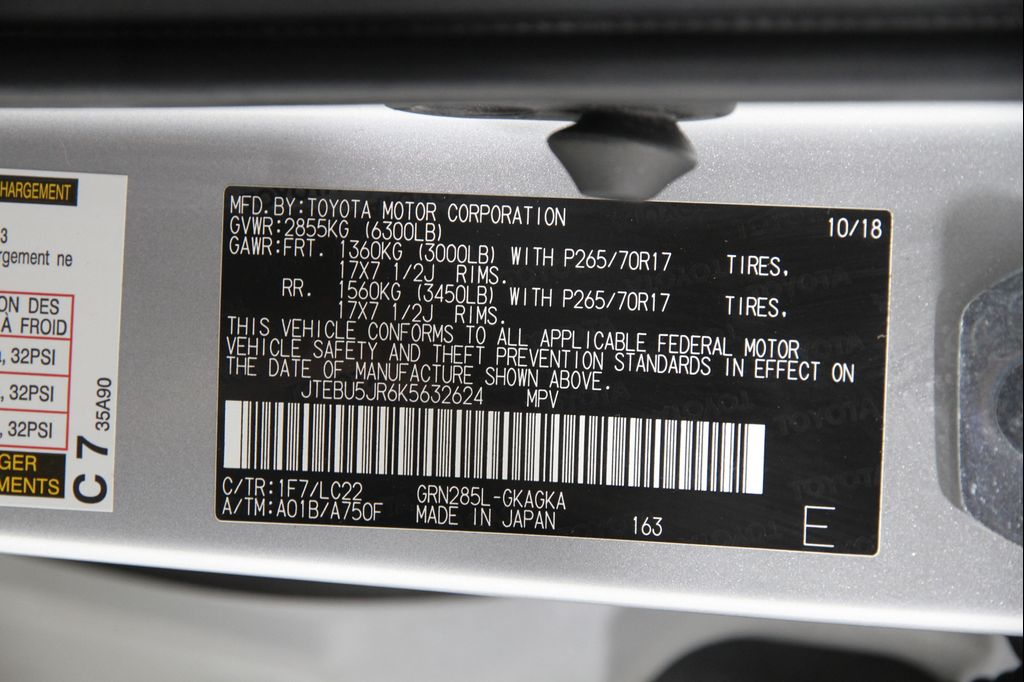 CHARGEMENT
3
rgement ne
ON DES
À FROID
, 32PSI
, 32PSI
, 32PSI
GER
MENTS
C 7
35A90
MFD.BY:TOYOTA MOTOR CORPORATION 10/18
GVWR:2855KG (6300LB)
GAWR:FRT. 1360KG (3000LB) WITH P265/70R17 TIRES,
17X7 1/2J RIMS.
RR. 1560KG (3450LB) WITH P265/70R17 TIRES,
17X7 1/2J RIMS.
THIS VEHICLE CONFORMS TO ALL APPLICABLE FEDERAL MOTOR
VEHICLE SAFETY AND THEFT PREVENTION STANDARDS IN EFFECT ON
THE DATE OF MANUFACTURE SHOWN ABOVE.
JTEBU5JR6K5632624 MPV
C/TR:1F7/LC22 GRN285L-GKAGKA
A/TM:A01B/A750F MADE IN JAPAN 163
E